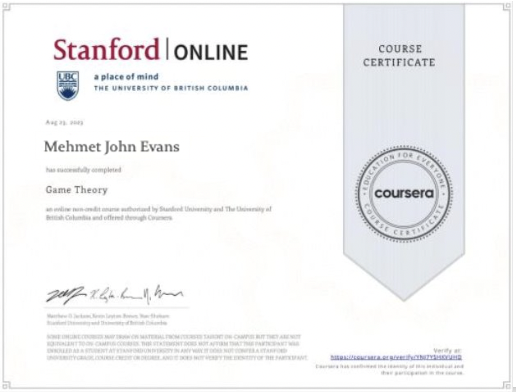 Stanford | ONLINE
UBC
a place of mind
THE UNIVERSITY OF BRITISH COLUMBIA
COURSE
CERTIFICATE
Aug 23, 2023
Mehmet John Evans
has successfully completed
Game Theory
an online non-credit course authorized by Stanford University and The University of
British Columbia and offered through Coursera
EDUCATION FOR EVERYONE
coursera
COURSE CERTIFICATE
Matthew O. Jackson, Kevin Leyton-Brown, Yoav Shoham
Stanford University and University of British Columbia
SOME ONLINE COURSES MAY DRAW ON MATERIAL FROM COURSES TAUGHT ON-CAMPUS BUT THEY ARE NOT
EQUIVALENT TO ON-CAMPUS COURSES. THIS STATEMENT DOES NOT AFFIRM THAT THIS PARTICIPANT WAS
ENROLLED AS A STUDENT AT STANFORD UNIVERSITY IN ANY WAY. IT DOES NOT CONFER A STANFORD
UNIVERSITY GRADE, COURSE CREDIT OR DEGREE, AND IT DOES NOT VERIFY THE IDENTITY OF THE PARTICIPANT.
Verify at:
https://coursera.org/verify/
Coursera has confirmed the identity of this individual and
their participation in the course.